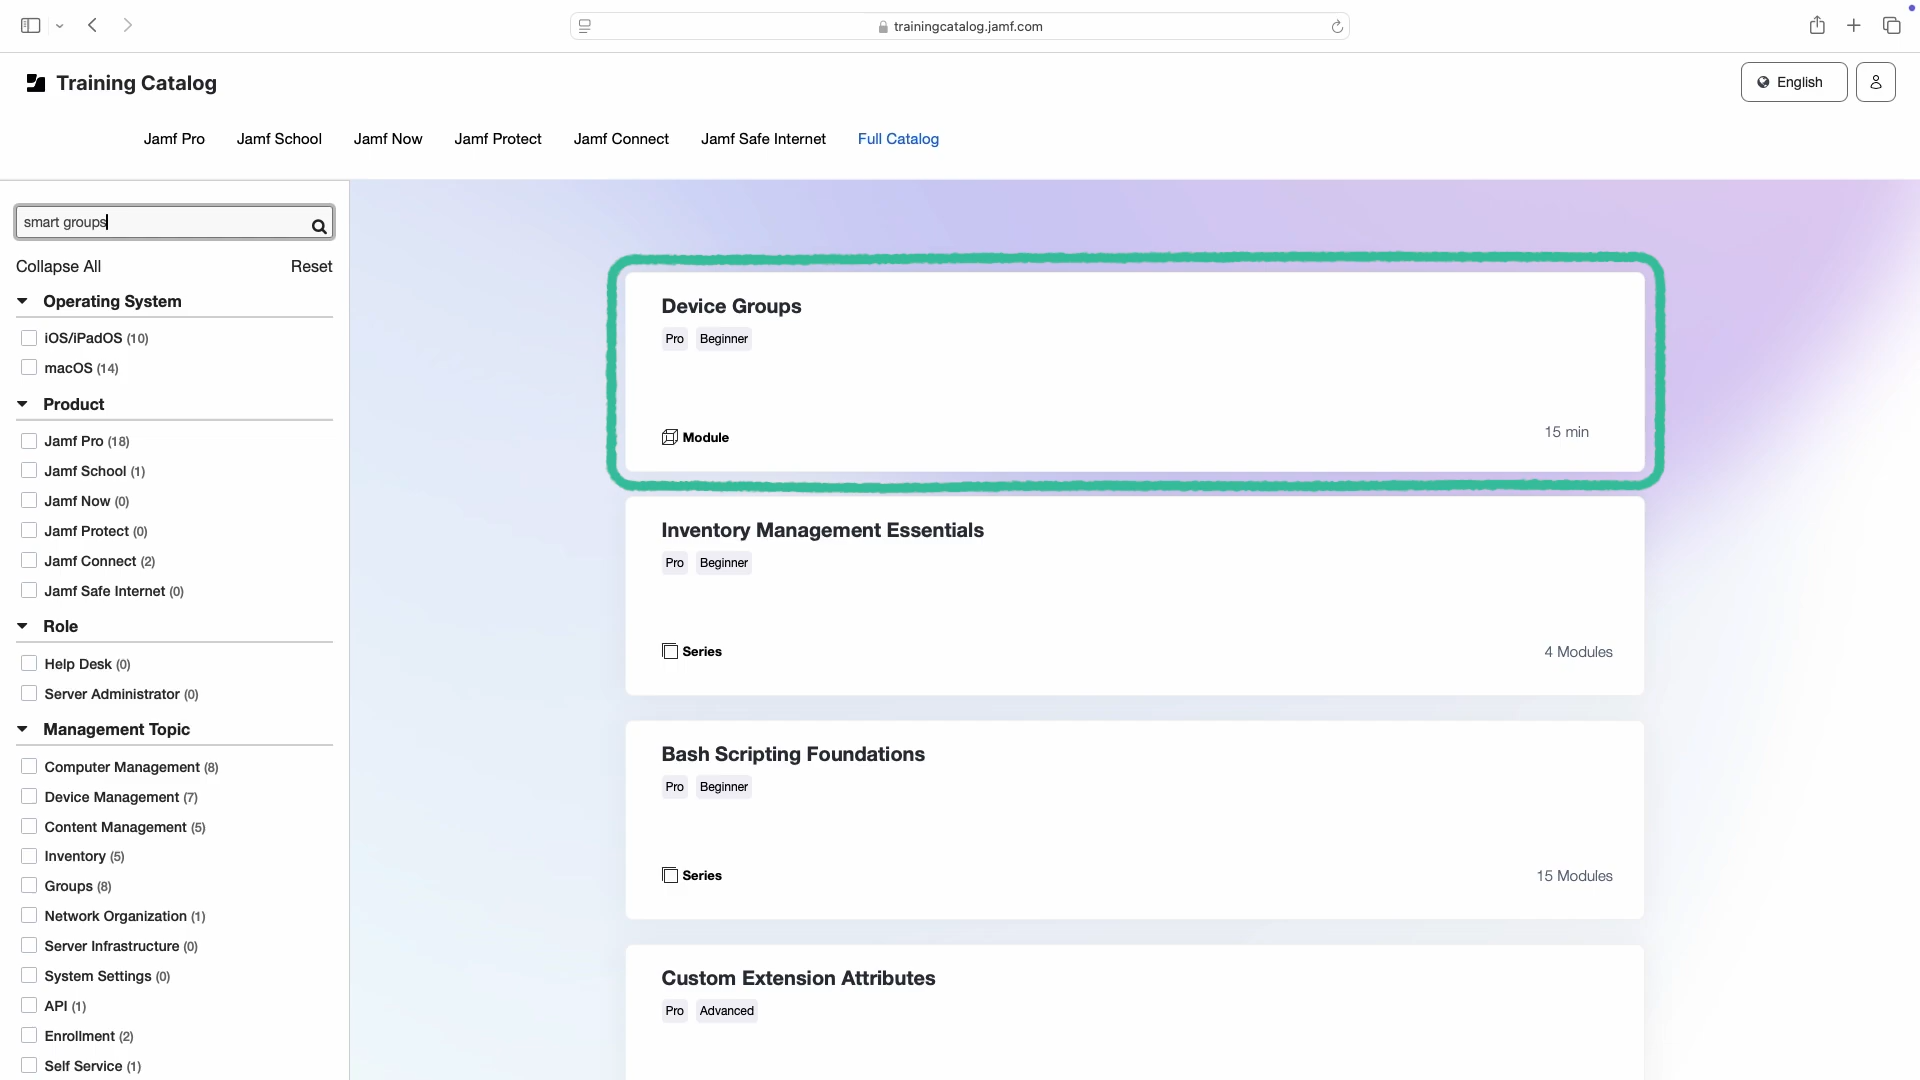 trainingcatalog.jamf.com
Training Catalog
English
Jamf Pro Jamf School Jamf Now Jamf Protect Jamf Connect Jamf Safe Internet Full Catalog
smart groups
Collapse All Reset
Operating System
iOS/iPadOS (10)
macOS (14)
Product
Jamf Pro (18)
Jamf School (1)
Jamf Now (0)
Jamf Protect (0)
Jamf Connect (2)
Jamf Safe Internet (0)
Role
Help Desk (0)
Server Administrator (0)
Management Topic
Computer Management (8)
Device Management (7)
Content Management (5)
Inventory (5)
Groups (8)
Network Organization (1)
Server Infrastructure (0)
System Settings (0)
API (1)
Enrollment (2)
Self Service (1)
Device Groups
Pro Beginner
Module 15 min
Inventory Management Essentials
Pro Beginner
Series 4 Modules
Bash Scripting Foundations
Pro Beginner
Series 15 Modules
Custom Extension Attributes
Pro Advanced